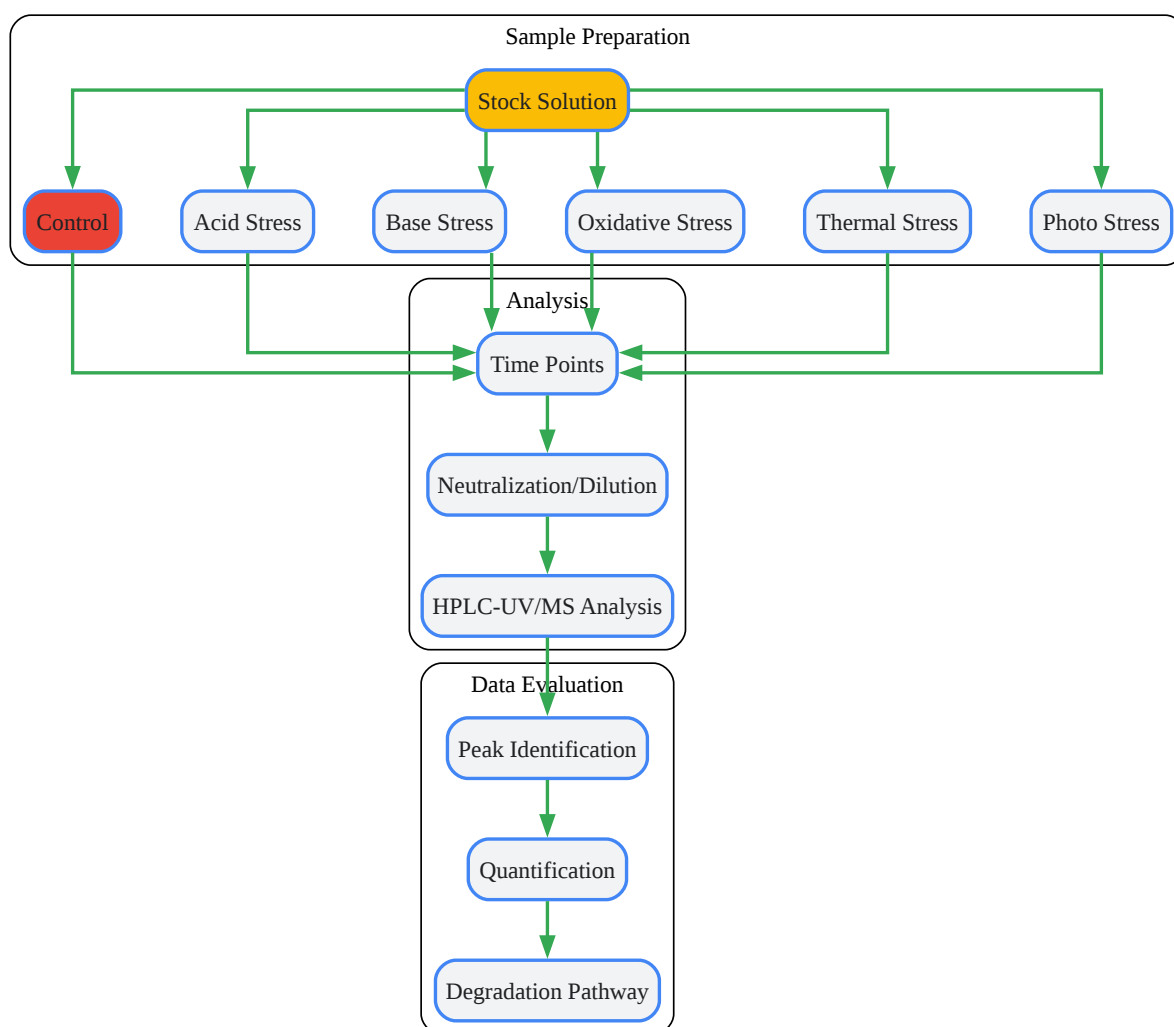 Sample Preparation
Stock Solution
Control
Acid Stress
Base Stress
Oxidative Stress
Thermal Stress
Photo Stress
Analysis
Time Points
Neutralization/Dilution
HPLC-UV/MS Analysis
Data Evaluation
Peak Identification
Quantification
Degradation Pathway